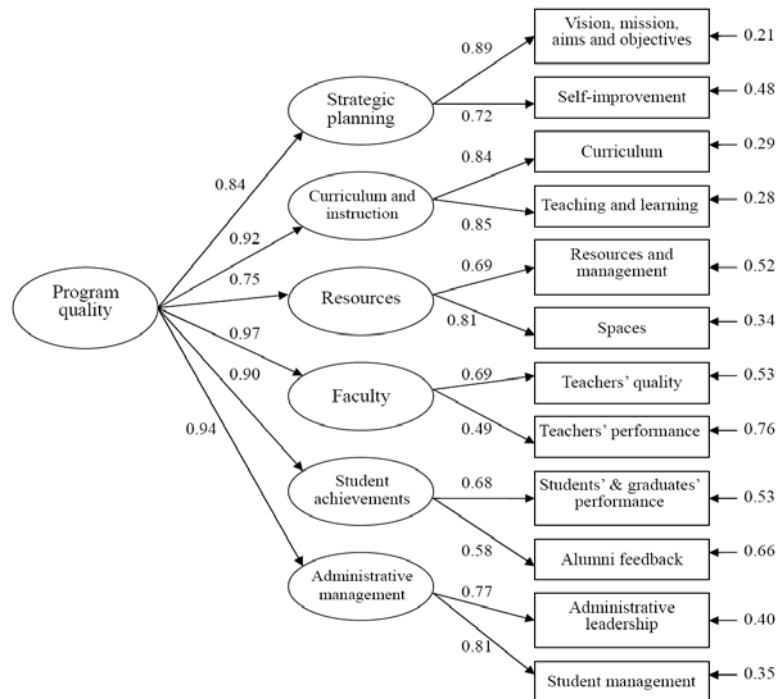 Vision, mission,
aims and objectives
0.21
0.89
Strategic
planning
Self-improvement
0.48
0.72
Curriculum
0.29
0.84
0.84
Curriculum and
instruction
Teaching and learning
0.28
0.85
0.92
Resources and
management
0.52
0.69
0.75
Program
quality
Resources
0.81
Spaces
0.34
0.97
0.69
Teachers' quality
0.53
0.90
Faculty
0.49
Teachers' performance
0.76
0.94
Student
achievements
0.68
Students' & graduates'
performance
0.53
0.58
Alumni feedback
0.66
Administrative
management
0.77
Administrative
leadership
0.40
0.81
Student management
0.35